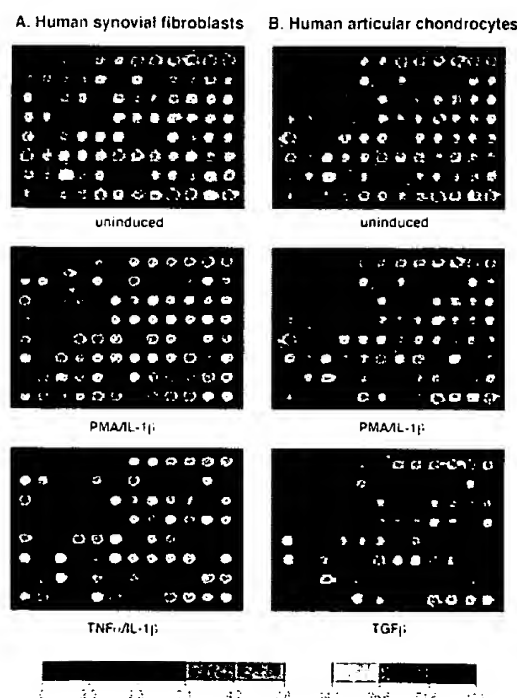 A. Human synovial fibroblasts
B. Human articular chondrocytes
uninduced
uninduced
PMA/IL-1β
PMA/IL-1β
TNFα/IL-1β
TGFβ